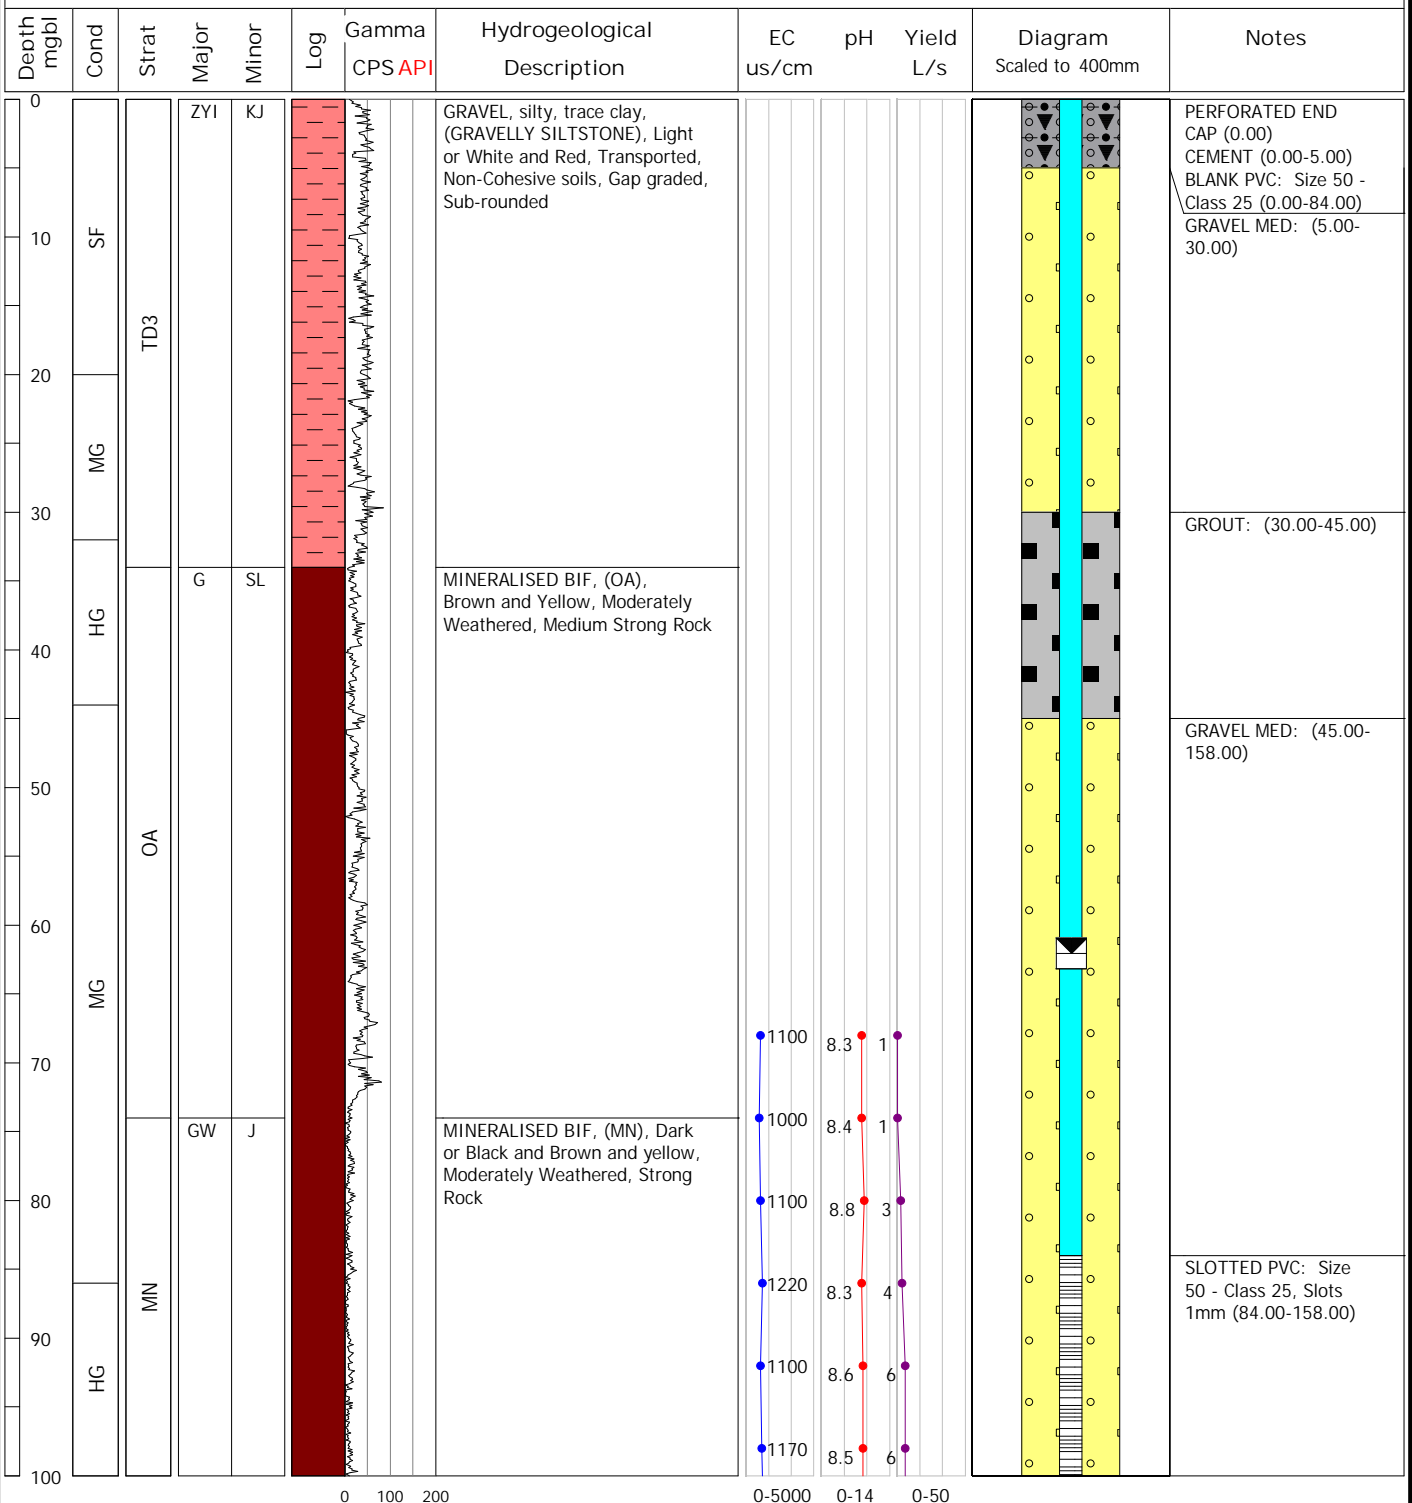 Depth mgbl
Cond
Strat
Major
Minor
Log
Gamma
CPS API
Hydrogeological
Description
EC
us/cm
pH
Yield
L/s
Diagram
Scaled to 400mm
Notes
0
10
20
30
40
50
60
70
80
90
100
SF
MG
HG
MG
HG
TD3
OA
MN
ZYI KJ
G SL
GW J
GRAVEL, silty, trace clay,
(GRAVELLY SILTSTONE), Light
or White and Red, Transported,
Non-Cohesive soils, Gap graded,
Sub-rounded
MINERALISED BIF, (OA),
Brown and Yellow, Moderately
Weathered, Medium Strong Rock
MINERALISED BIF, (MN), Dark
or Black and Brown and yellow,
Moderately Weathered, Strong
Rock
1100 8.3 1
1000 8.4 1
1100 8.8 3
1220 8.3 4
1100 8.6 6
1170 8.5 6
PERFORATED END
CAP (0.00)
CEMENT (0.00-5.00)
BLANK PVC: Size 50 -
Class 25 (0.00-84.00)
GRAVEL MED: (5.00-
30.00)
GROUT: (30.00-45.00)
GRAVEL MED: (45.00-
158.00)
SLOTTED PVC: Size
50 - Class 25, Slots
1mm (84.00-158.00)
0 100 200
0-5000 0-14 0-50